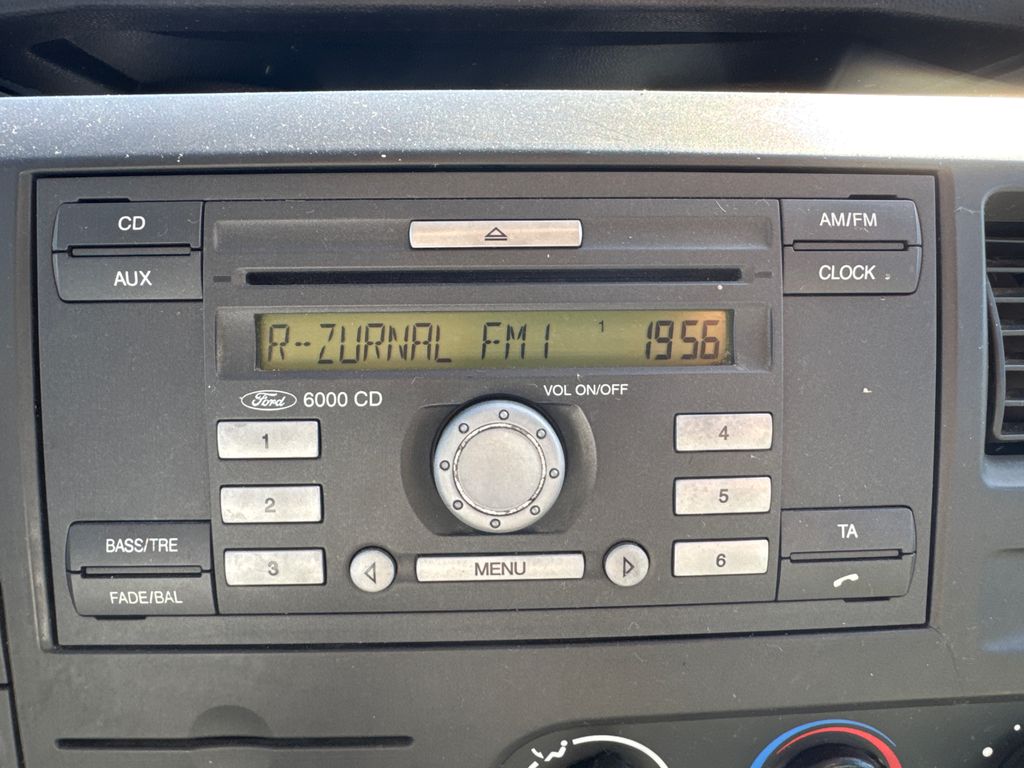 CD
AUX
AM/FM
CLOCK
R-ZURNAL FM1 1 1956
Ford 6000 CD
VOL ON/OFF
1
4
2
5
3
6
MENU
BASS/TRE
FADE/BAL
TA